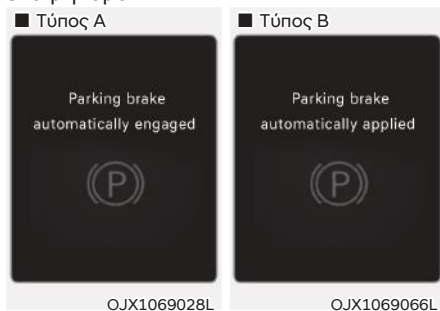 ■ Τύπος A
■ Τύπος B
Parking brake
automatically engaged
(P)
Parking brake
automatically applied
(P)
OJX1069028L
OJX1069066L